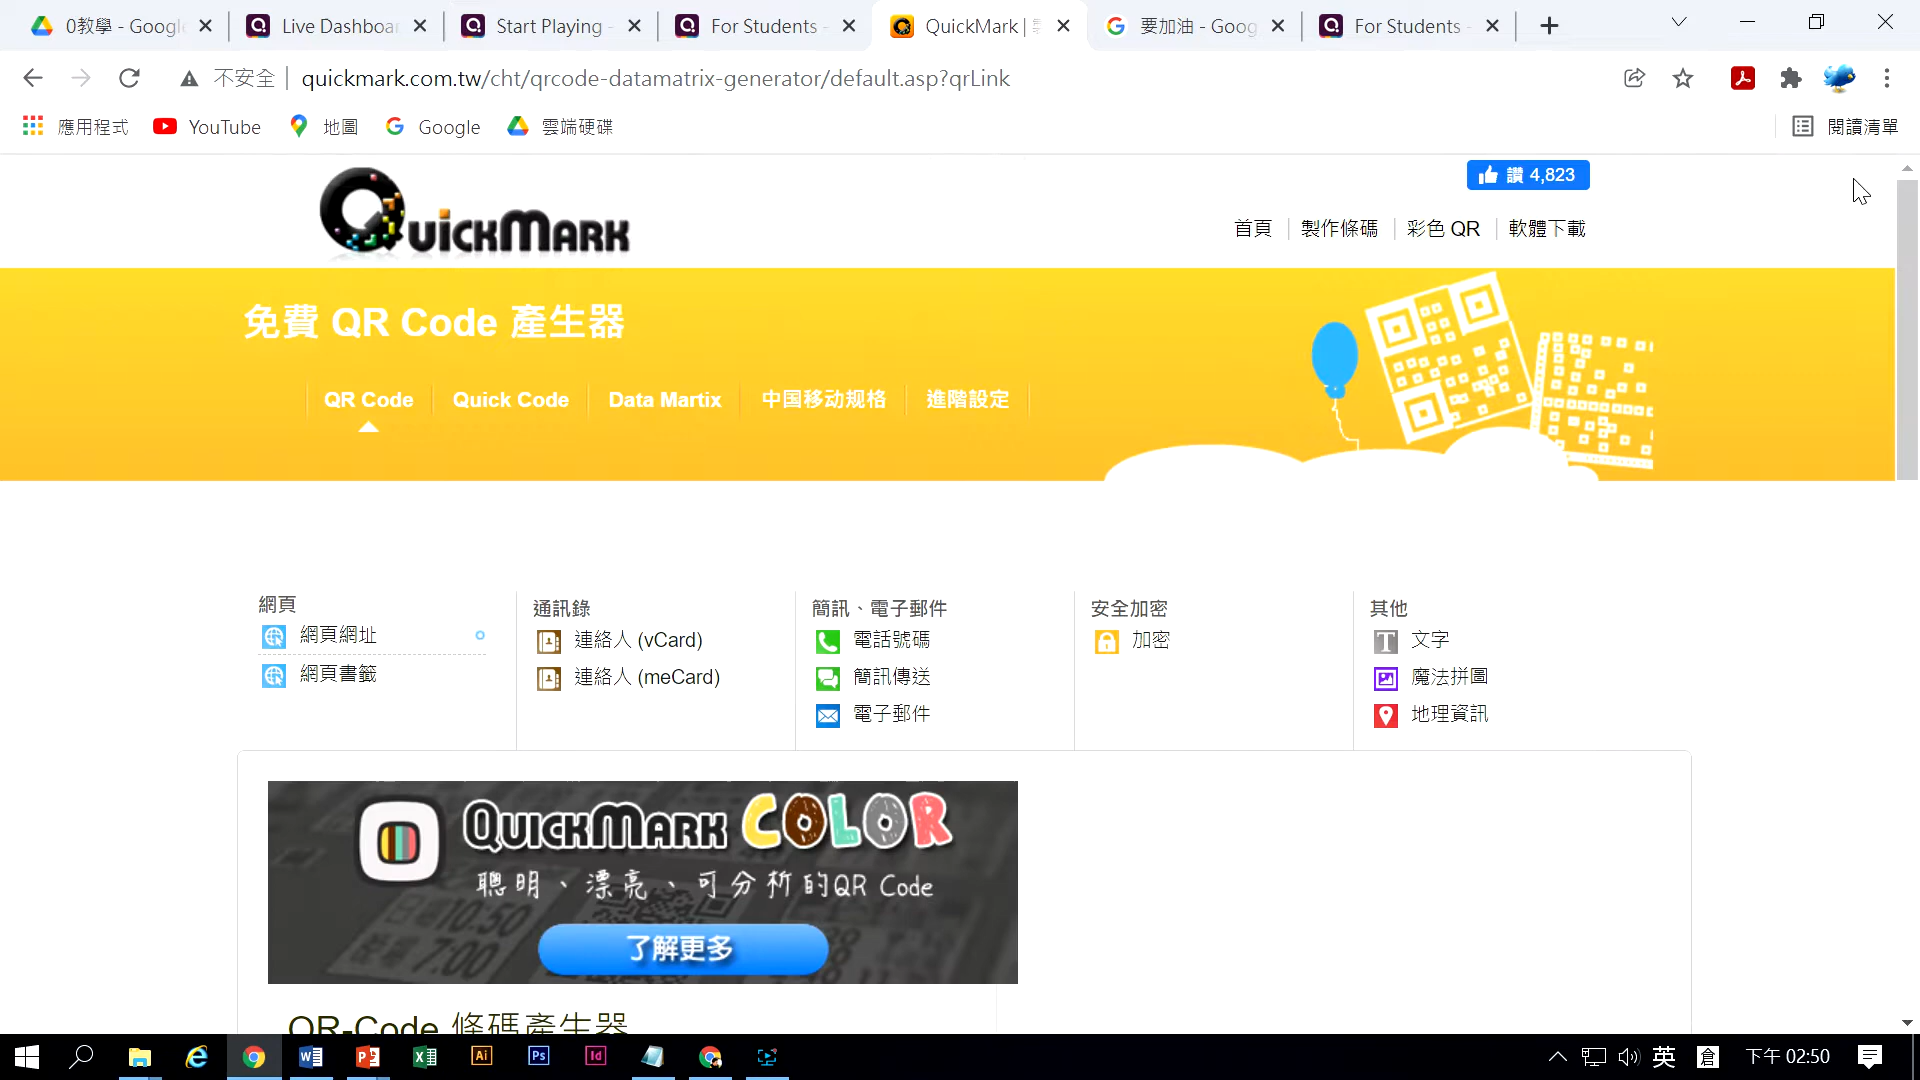 0教學 - Google
Live Dashboar
Start Playing -
For Students -
QuickMark |
要加油 - Goog
For Students -
不安全
quickmark.com.tw/cht/qrcode-datamatrix-generator/default.asp?qrLink
應用程式
YouTube
地圖
Google
雲端硬碟
閱讀清單
QuickMark
讚 4,823
首頁
製作條碼
彩色 QR
軟體下載
免費 QR Code 產生器
QR Code
Quick Code
Data Martix
中国移动规格
進階設定
網頁
網頁網址
網頁書籤
通訊錄
連絡人 (vCard)
連絡人 (meCard)
簡訊、電子郵件
電話號碼
簡訊傳送
電子郵件
安全加密
加密
其他
文字
魔法拼圖
地理資訊
QuickMark COLOR
聰明、漂亮、可分析的QR Code
10:50
7:00
了解更多
QR-Code 條碼產生器
英
倉
下午 02:50